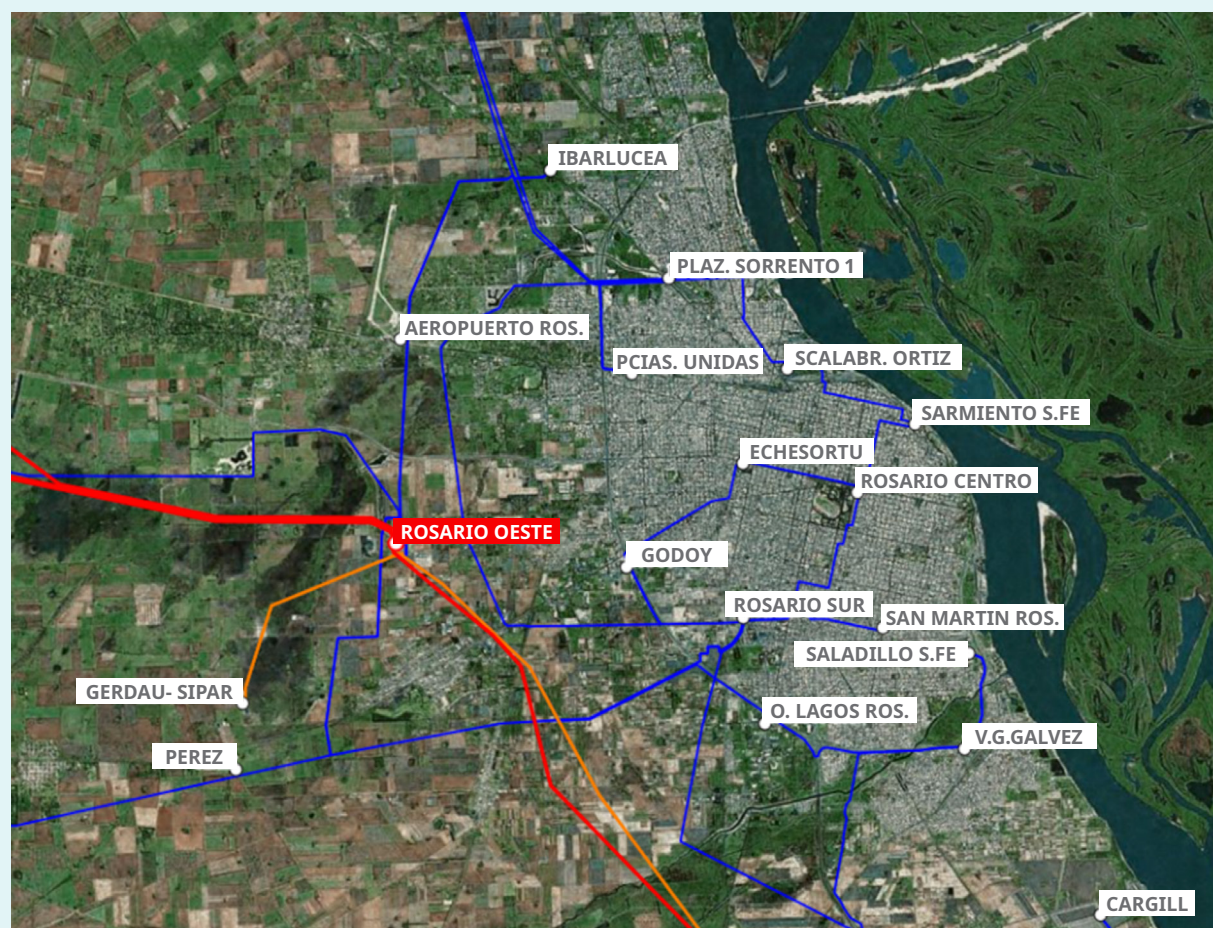 IBARLUCEA
PLAZ. SORRENTO 1
AEROPUERTO ROS.
SCALABR. ORTIZ
PCIAS. UNIDAS
SARMIENTO S.FE
ECHESORTU
ROSARIO CENTRO
ROSARIO OESTE
GODOY
ROSARIO SUR
SAN MARTIN ROS.
SALADILLO S.FE
GERDAU- SIPAR
O. LAGOS ROS.
V.G.GALVEZ
PEREZ
CARGILL